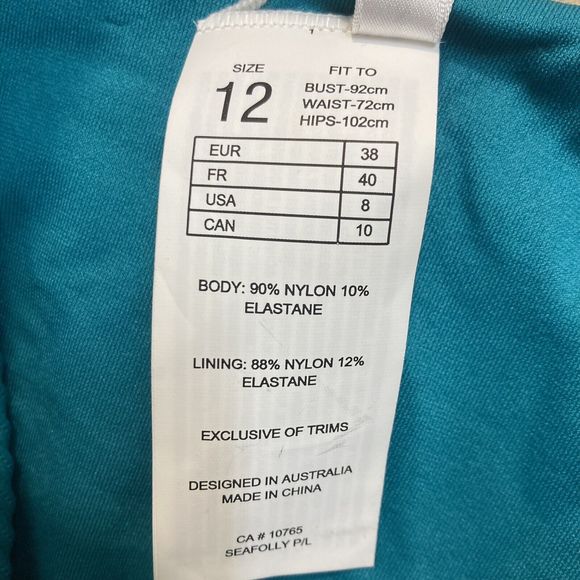 SIZE
12
FIT TO
BUST-92cm
WAIST-72cm
HIPS-102cm
EUR 38
FR 40
USA 8
CAN 10
BODY: 90% NYLON 10%
ELASTANE
LINING: 88% NYLON 12%
ELASTANE
EXCLUSIVE OF TRIMS
DESIGNED IN AUSTRALIA
MADE IN CHINA
CA # 10765
SEAFOLLY P/L